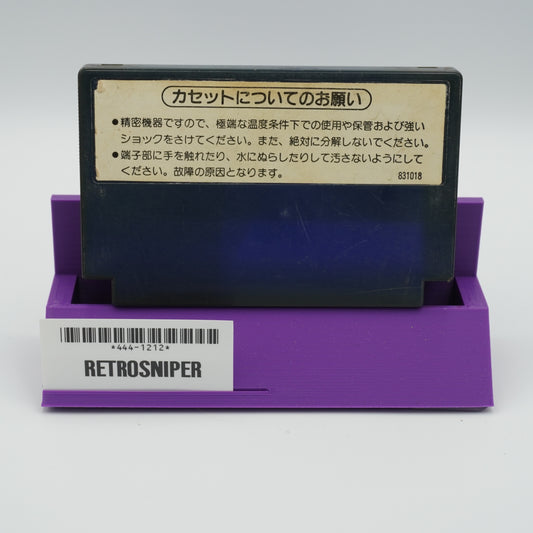 カセットについてのお願い
●精密機器ですので、極端な温度条件下での使用や保管および強い
ショックをさけてください。また、絶対に分解しないでください。
●端子部に手を触れたり、水にぬらしたりして汚さないようにして
ください。故障の原因となります。
831018
*444-1212*
RETROSNIPER